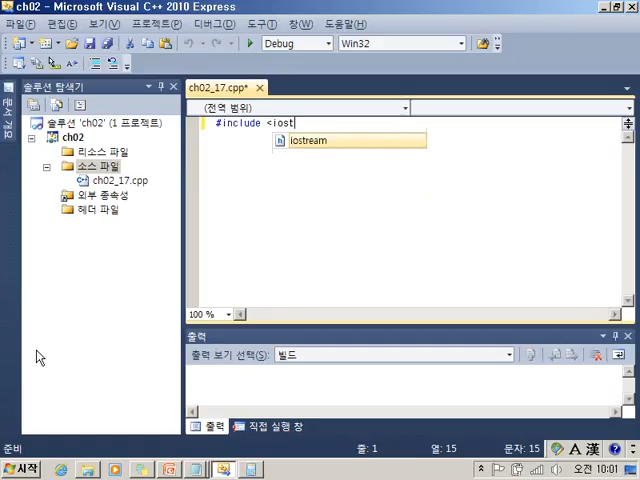 ch02 - Microsoft Visual C++ 2010 Express
파일(F) 편집(E) 보기(V) 프로젝트(P) 디버그(D) 도구(T) 창(W) 도움말(H)
Debug Win32
솔루션 탐색기
솔루션 'ch02' (1 프로젝트)
ch02
리소스 파일
소스 파일
ch02_17.cpp
외부 종속성
헤더 파일
ch02_17.cpp*
(전역 범위)
#include <iost
iostream
100 %
출력
출력 보기 선택(S): 빌드
출력 직접 실행 창
준비 줄: 1 열: 15 문자: 15 A 漢
시작 오전 10:01